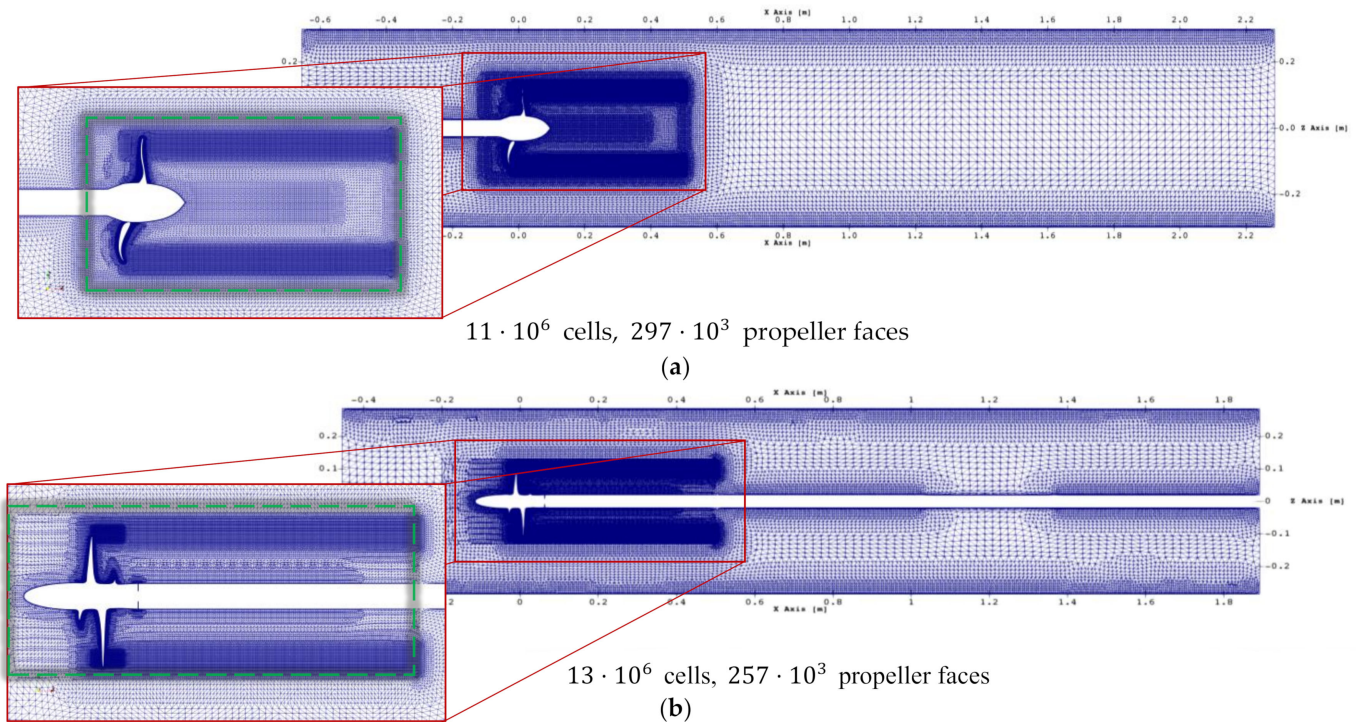 X Axis [m]
-0.6 -0.4 -0.2 0.0 0.2 0.4 0.6 0.8 1.0 1.2 1.4 1.6 1.8 2.0 2.2
0.2 0.2
0.0 Z Axis [m]
-0.2
-0.2 0.0 0.2 0.4 0.6 0.8 1.0 1.2 1.4 1.6 1.8 2.0 2.2
X Axis [m]
11 · 10⁶ cells, 297 · 10³ propeller faces
(a)
X Axis [m]
-0.4 -0.2 0 0.2 0.4 0.6 0.8 1 1.2 1.4 1.6 1.8
0.2 0.2
0.1 0.1
0 Z Axis [m]
-0.1
-0.2
0.2 0 0.2 0.4 0.6 0.8 1 1.2 1.4 1.6 1.8
X Axis [m]
13 · 10⁶ cells, 257 · 10³ propeller faces
(b)